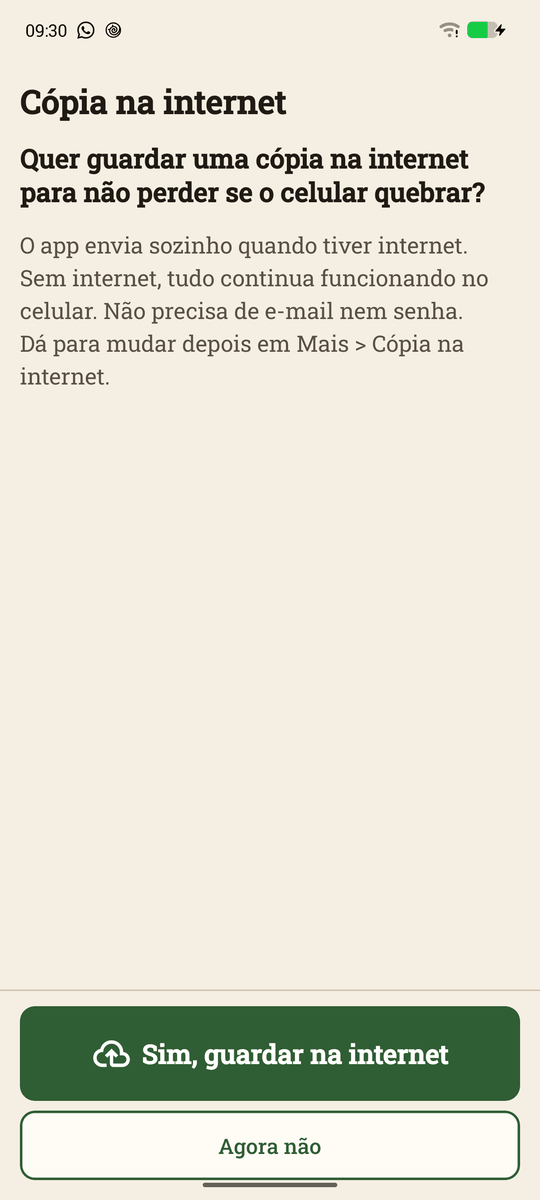 09:30
Cópia na internet
Quer guardar uma cópia na internet
para não perder se o celular quebrar?
O app envia sozinho quando tiver internet.
Sem internet, tudo continua funcionando no
celular. Não precisa de e-mail nem senha.
Dá para mudar depois em Mais > Cópia na
internet.
Sim, guardar na internet
Agora não